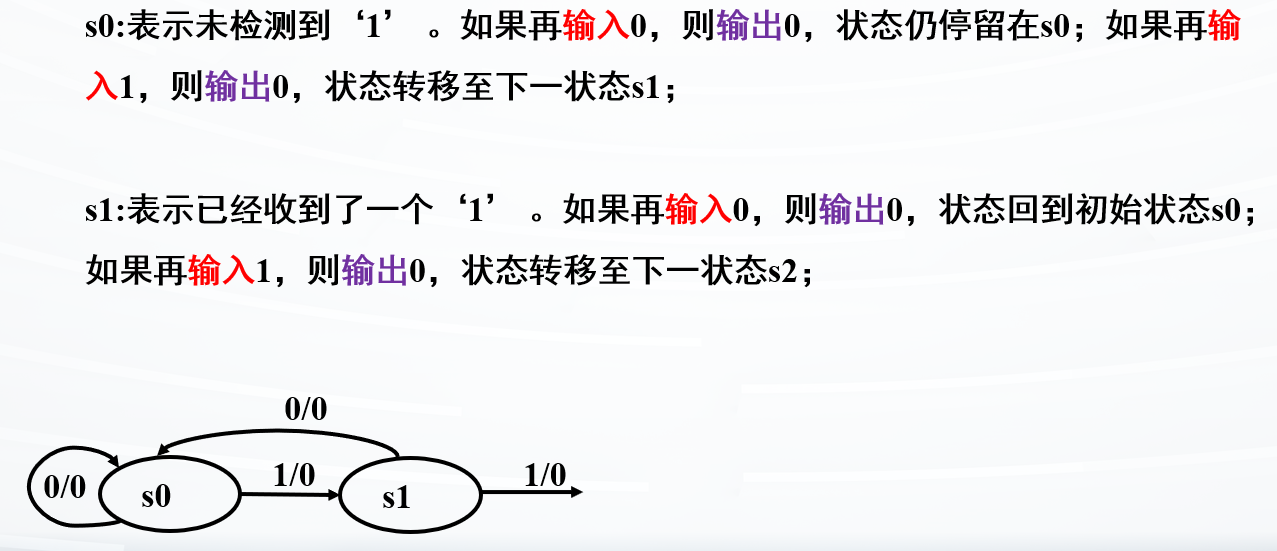 s0:表示未检测到‘1’。如果再输入0，则输出0，状态仍停留在s0；如果再输
入1，则输出0，状态转移至下一状态s1；
s1:表示已经收到了一个‘1’。如果再输入0，则输出0，状态回到初始状态s0；
如果再输入1，则输出0，状态转移至下一状态s2；
0/0
0/0
s0
1/0
s1
1/0